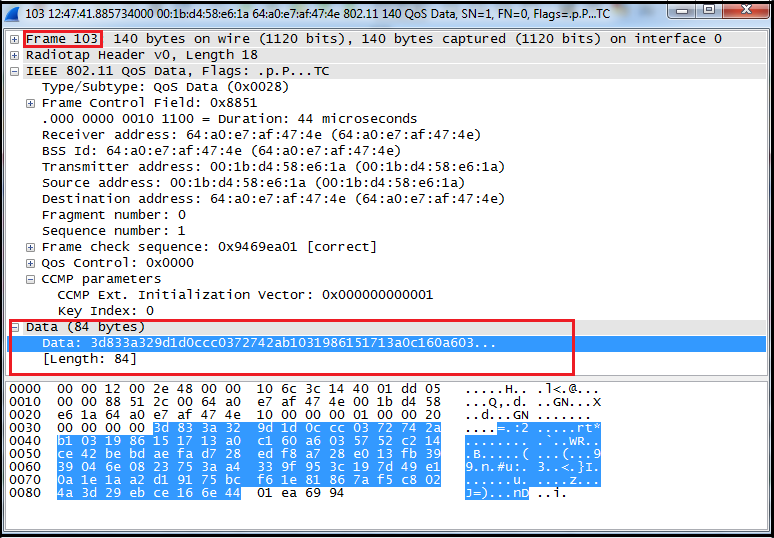 103 12:47:41.885734000 00:1b:d4:58:e6:1a 64:a0:e7:af:47:4e 802.11 140 QoS Data, SN=1, FN=0, Flags=.p.P...TC
Frame 103: 140 bytes on wire (1120 bits), 140 bytes captured (1120 bits) on interface 0
Radiotap Header v0, Length 18
IEEE 802.11 QoS Data, Flags: .p.P...TC
Type/Subtype: QoS Data (0x0028)
Frame Control Field: 0x8851
.000 0000 0010 1100 = Duration: 44 microseconds
Receiver address: 64:a0:e7:af:47:4e (64:a0:e7:af:47:4e)
BSS Id: 64:a0:e7:af:47:4e (64:a0:e7:af:47:4e)
Transmitter address: 00:1b:d4:58:e6:1a (00:1b:d4:58:e6:1a)
Source address: 00:1b:d4:58:e6:1a (00:1b:d4:58:e6:1a)
Destination address: 64:a0:e7:af:47:4e (64:a0:e7:af:47:4e)
Fragment number: 0
Sequence number: 1
Frame check sequence: 0x9469ea01 [correct]
Qos Control: 0x0000
CCMP parameters
CCMP Ext. Initialization Vector: 0x000000000001
Key Index: 0
Data (84 bytes)
Data: 3d833a329d1d0ccc0372742ab1031986151713a0c160a603...
[Length: 84]
0000 00 00 12 00 2e 48 00 00 10 6c 3c 14 40 01 dd 05 .....H.. .l<.@...
0010 00 00 88 51 2c 00 64 a0 e7 af 47 4e 00 1b d4 58 ...Q,.d. ..GN...X
0020 e6 1a 64 a0 e7 af 47 4e 10 00 00 00 01 00 00 20 ..d...GN .......
0030 00 00 00 00 3d 83 3a 32 9d 1d 0c cc 03 72 74 2a ....=.:2 .....rt*
0040 b1 03 19 86 15 17 13 a0 c1 60 a6 03 57 52 c2 14 ........ .`..WR..
0050 ce 42 be bd ae fa d7 28 ed f8 a7 28 e0 13 fb 39 .B.....( ...(...9
0060 39 04 6e 08 23 75 3a a4 33 9f 95 3c 19 7d 49 e1 9.n.#u:. 3..<.}I.
0070 0a 1e 1a a2 d1 91 75 bc f6 1e 81 86 7a f5 c8 02 ......u. ....z...
0080 4a 3d 29 eb ce 16 6e 44 01 ea 69 94 J=)...nD ..i.